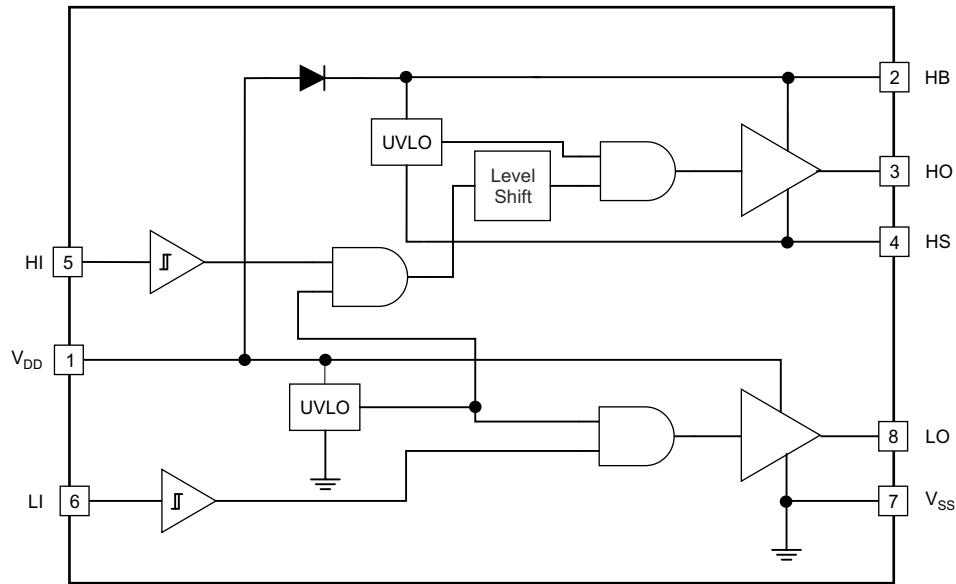 2 HB
UVLO
Level
Shift
3 HO
4 HS
HI 5
VDD 1
UVLO
8 LO
LI 6
7 VSS